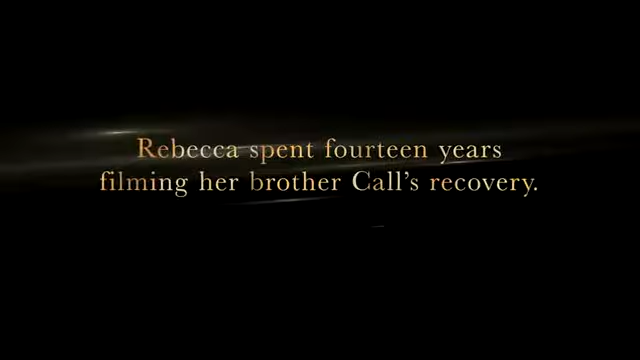 Rebecca spent fourteen years
filming her brother Call's recovery.